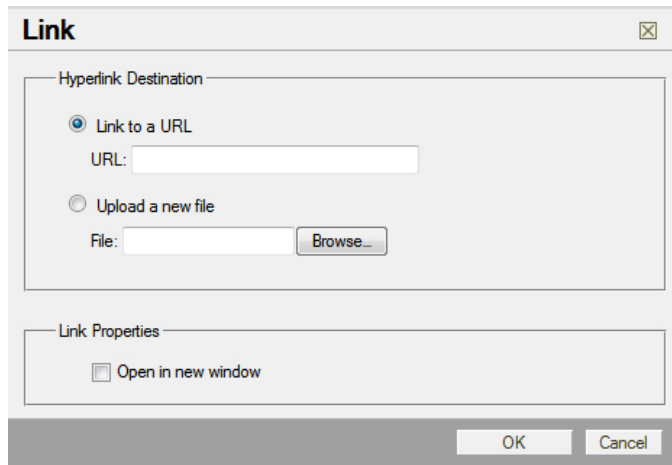 Link
Hyperlink Destination
Link to a URL
URL:
Upload a new file
File: Browse...
Link Properties
Open in new window
OK Cancel